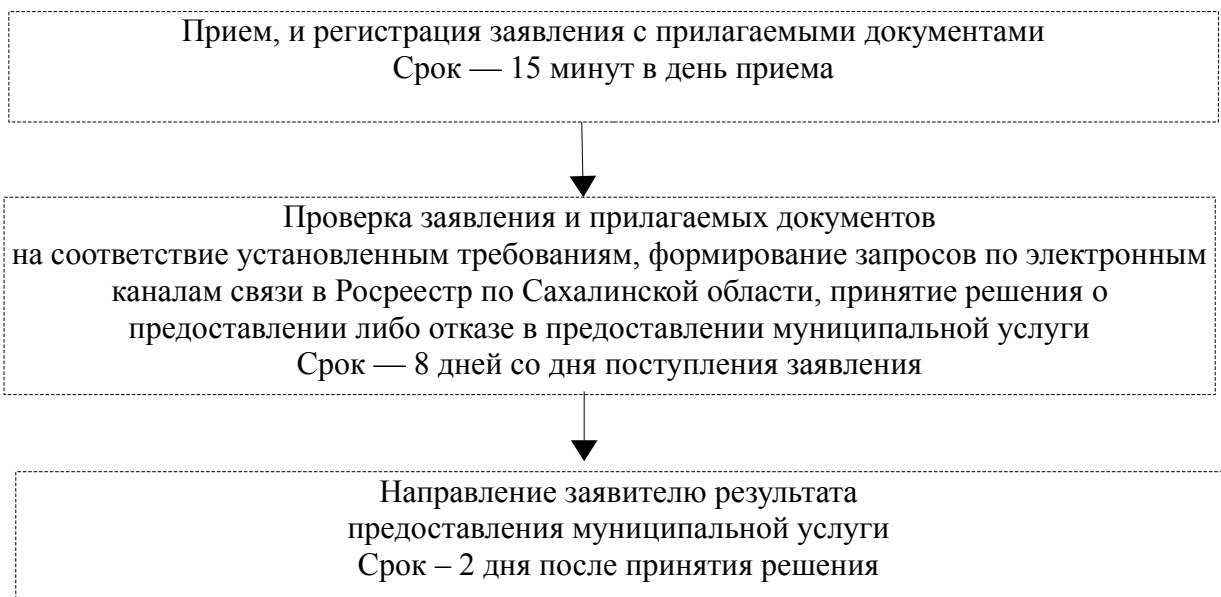 Прием, и регистрация заявления с прилагаемыми документами
Срок — 15 минут в день приема
Проверка заявления и прилагаемых документов
на соответствие установленным требованиям, формирование запросов по электронным
каналам связи в Росреестр по Сахалинской области, принятие решения о
предоставлении либо отказе в предоставлении муниципальной услуги
Срок — 8 дней со дня поступления заявления
Направление заявителю результата
предоставления муниципальной услуги
Срок – 2 дня после принятия решения